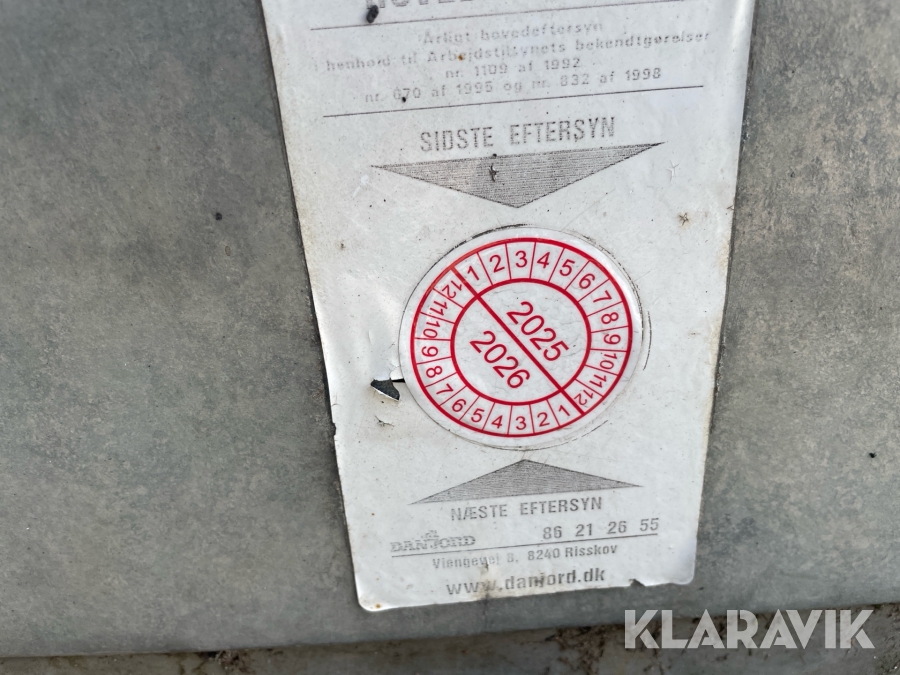 Årligt hovedeftersyn
i henhold til Arbejdstilsynets bekendtgørelser
nr. 1109 af 1992
nr. 670 af 1995 og nr. 832 af 1998
SIDSTE EFTERSYN
1 2 3 4 5 6 7 8 9 10 11 12
2025
2026
1 2 3 4 5 6 7 8 9 10 11 12
NÆSTE EFTERSYN
DANJORD 86 21 26 55
Viengevej 8, 8240 Risskov
www.danjord.dk
KLARAVIK